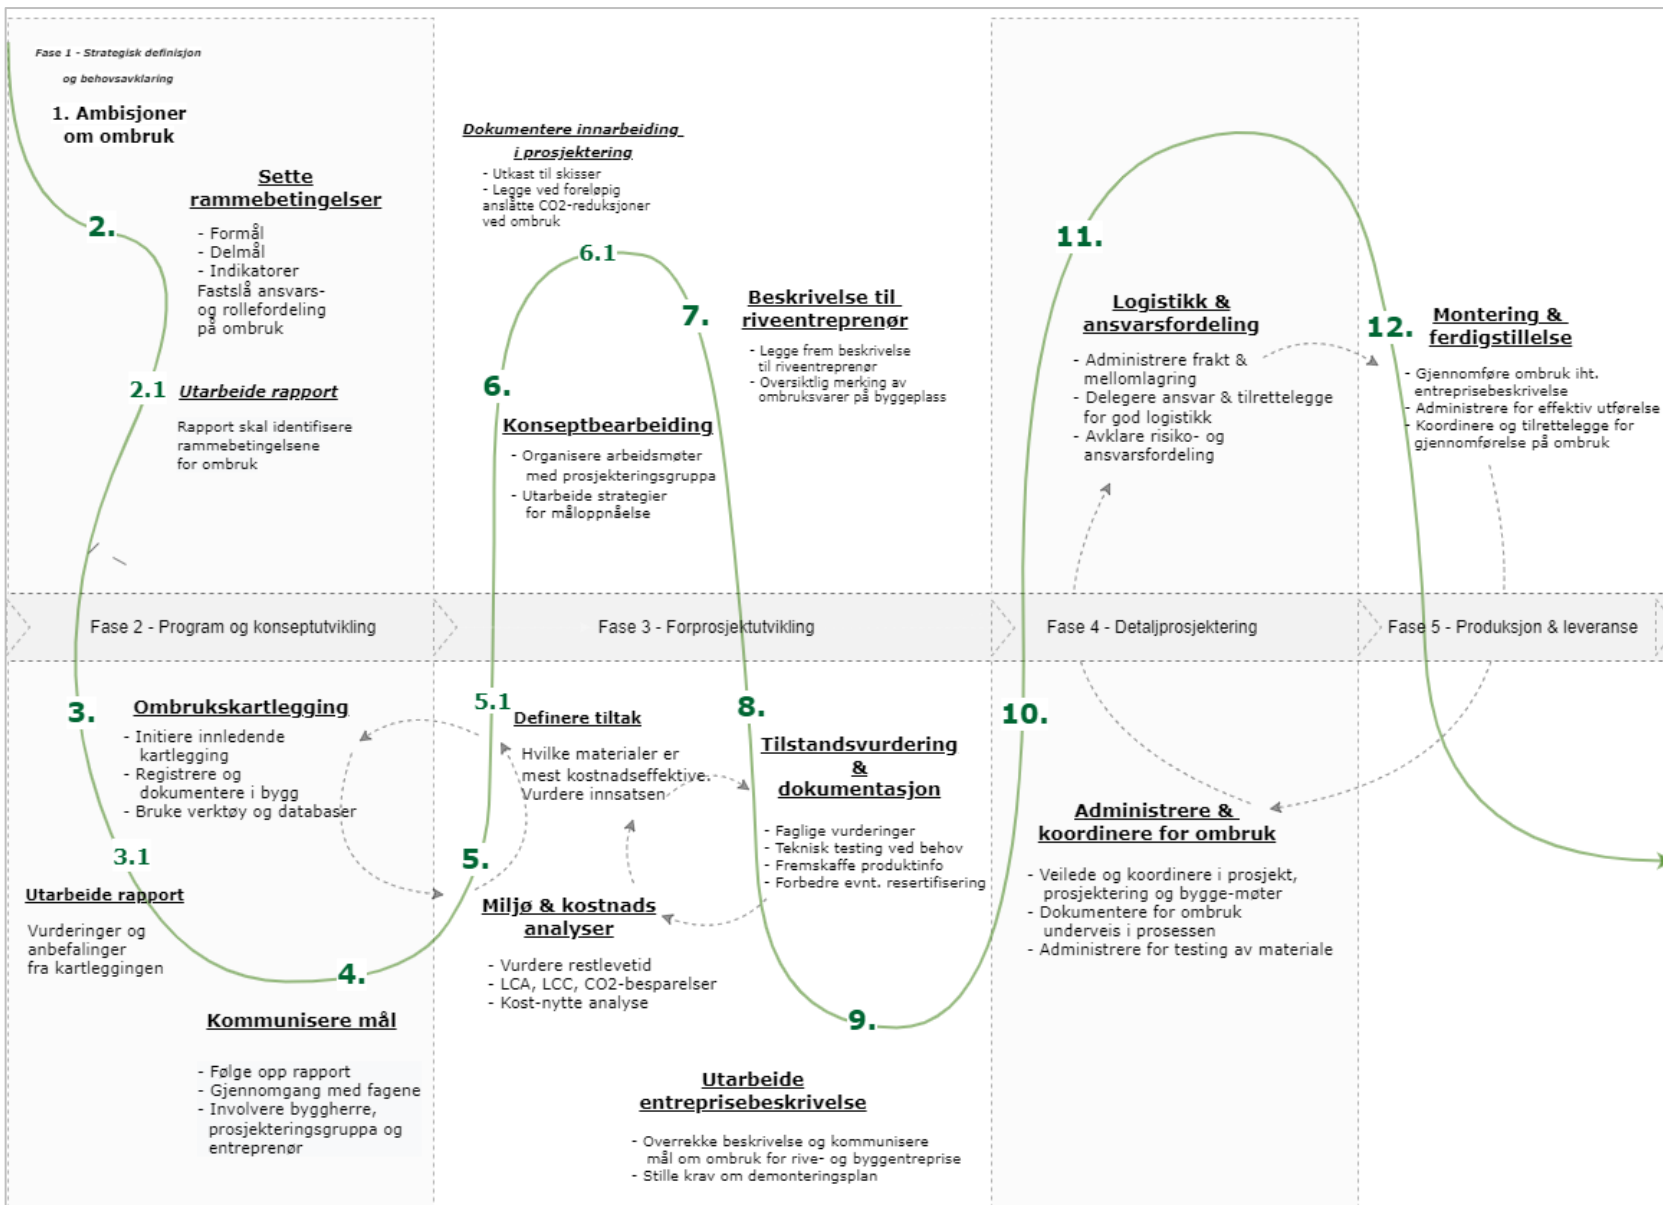 Fase 1 - Strategisk definisjon
og behovsavklaring
1. Ambisjoner
om ombruk
2.
Sette
rammebetingelser
- Formål
- Delmål
- Indikatorer
Fastslå ansvars-
og rollefordeling
på ombruk
2.1
Utarbeide rapport
Rapport skal identifisere
rammebetingelsene
for ombruk
Fase 2 - Program og konseptutvikling
3.
Ombrukskartlegging
- Initiere innledende
kartlegging
- Registrere og
dokumentere i bygg
- Bruke verktøy og databaser
3.1
Utarbeide rapport
Vurderinger og
anbefalinger
fra kartleggingen
4.
Kommunisere mål
- Følge opp rapport
- Gjennomgang med fagene
- Involvere byggherre,
prosjekteringsgruppa og
entreprenør
Dokumentere innarbeiding
i prosjektering
- Utkast til skisser
- Legge ved foreløpig
anslåtte CO2-reduksjoner
ved ombruk
6.1
7.
Beskrivelse til
riveentreprenør
- Legge frem beskrivelse
til riveentreprenør
- Oversiktlig merking av
ombruksvarer på byggeplass
6.
Konseptbearbeiding
- Organisere arbeidsmøter
med prosjekteringsgruppa
- Utarbeide strategier
for måloppnåelse
Fase 3 - Forprosjektutvikling
5.1
Definere tiltak
Hvilke materialer er
mest kostnadseffektive.
Vurdere innsatsen
5.
Miljø & kostnads
analyser
- Vurdere restlevetid
- LCA, LCC, CO2-besparelser
- Kost-nytte analyse
8.
Tilstandsvurdering
&
dokumentasjon
- Faglige vurderinger
- Teknisk testing ved behov
- Fremskaffe produktinfo
- Forbedre evnt. resertifisering
9.
Utarbeide
entreprisebeskrivelse
- Overrekke beskrivelse og kommunisere
mål om ombruk for rive- og byggentreprise
- Stille krav om demonteringsplan
11.
Logistikk &
ansvarsfordeling
- Administrere frakt &
mellomlagring
- Delegere ansvar & tilrettelegge
for god logistikk
- Avklare risiko- og
ansvarsfordeling
Fase 4 - Detaljprosjektering
10.
Administrere &
koordinere for ombruk
- Veilede og koordinere i prosjekt,
prosjektering og bygge-møter
- Dokumentere for ombruk
underveis i prosessen
- Administrere for testing av materiale
12.
Montering &
ferdigstillelse
- Gjennomføre ombruk iht.
entreprisebeskrivelse
- Administrere for effektiv utførelse
- Koordinere og tilrettelegge for
gjennomførelse på ombruk
Fase 5 - Produksjon & leveranse